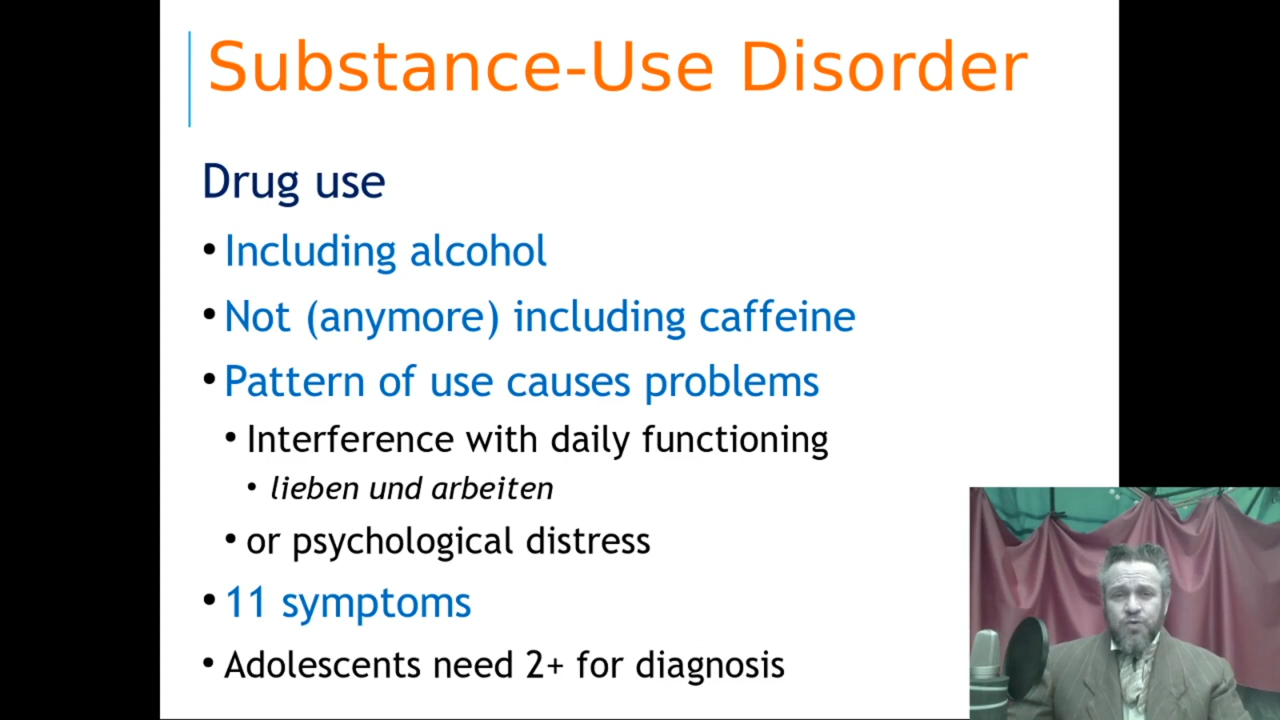 Substance-Use Disorder
Drug use
• Including alcohol
• Not (anymore) including caffeine
• Pattern of use causes problems
• Interference with daily functioning
• lieben und arbeiten
• or psychological distress
• 11 symptoms
• Adolescents need 2+ for diagnosis